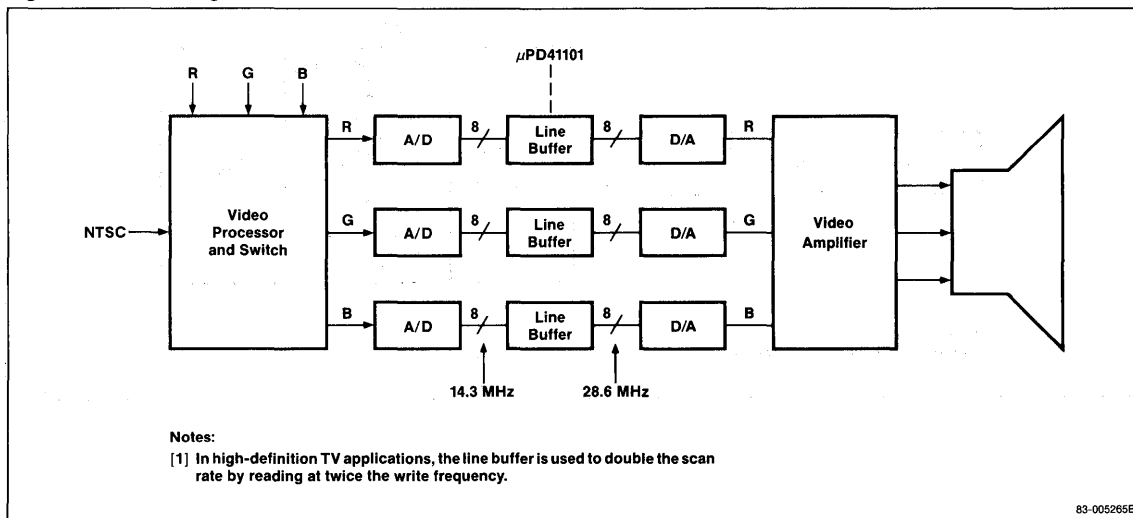 μPD41101
R G B
R A/D 8 Line Buffer 8 D/A R
NTSC
Video
Processor
and Switch
G A/D 8 Line Buffer 8 D/A G
Video
Amplifier
B A/D 8 Line Buffer 8 D/A B
14.3 MHz 28.6 MHz
Notes:
[1] In high-definition TV applications, the line buffer is used to double the scan
rate by reading at twice the write frequency.